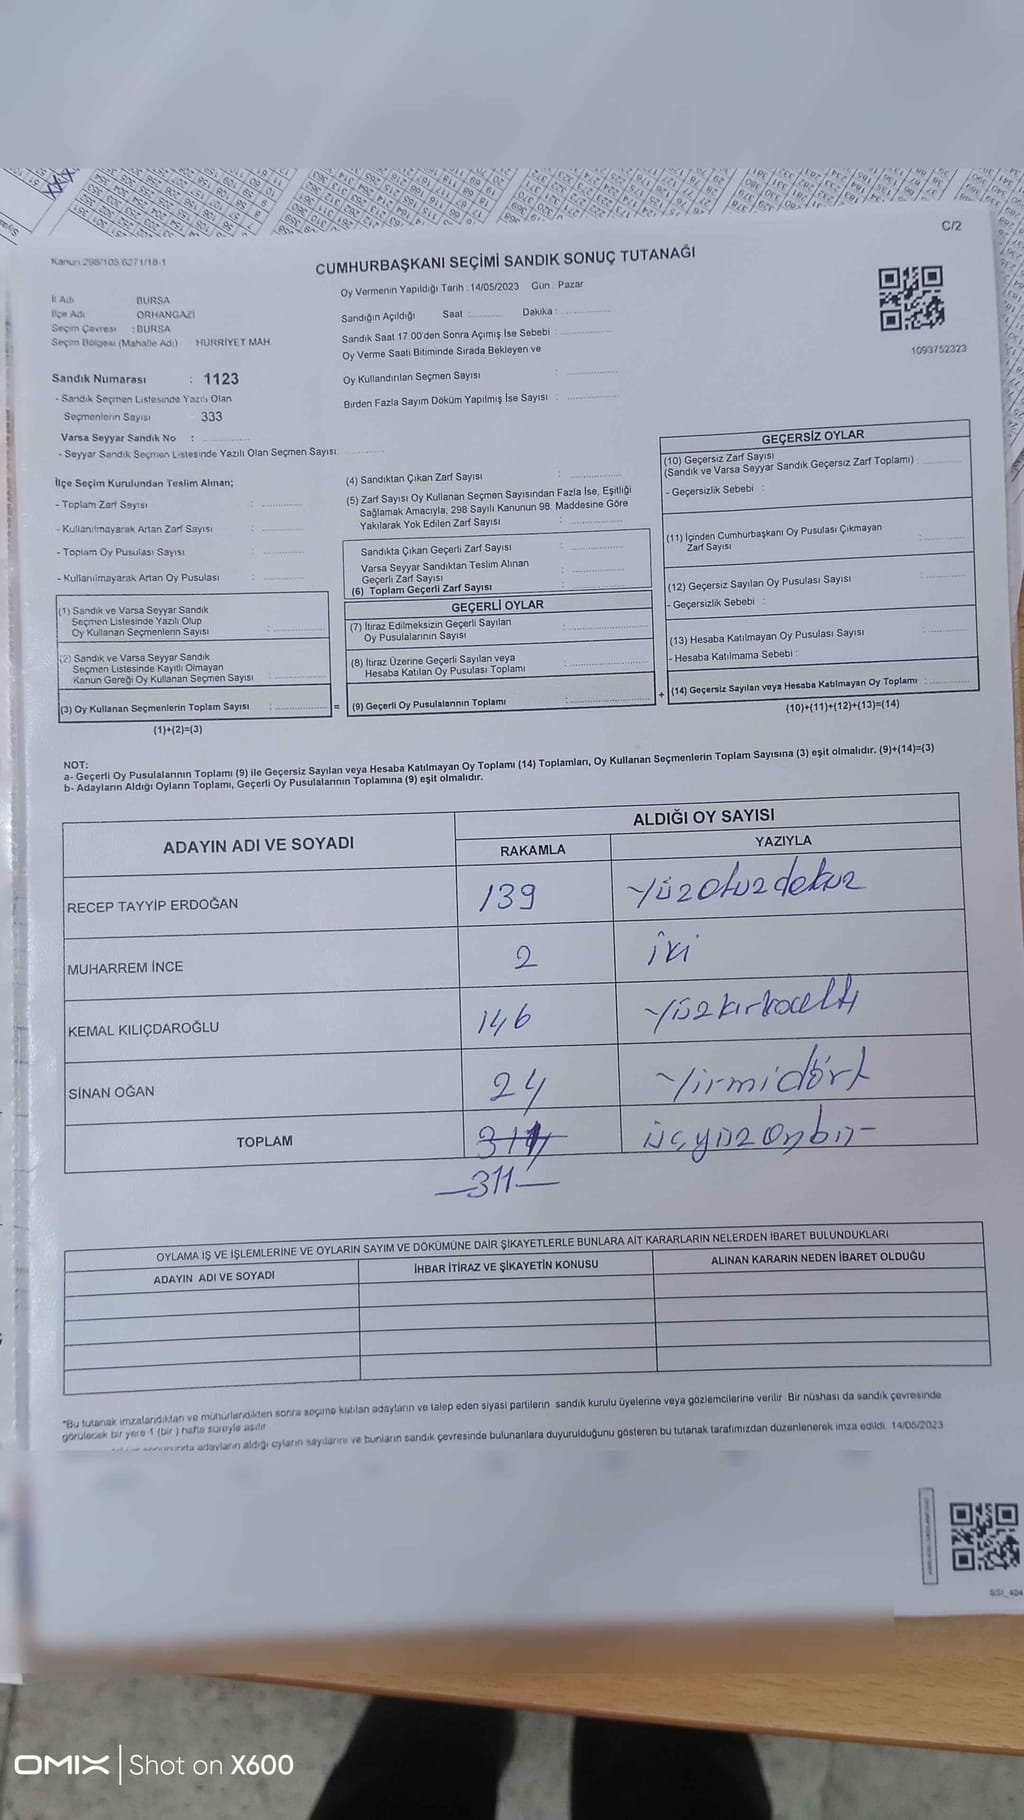 C/2
Kanun:298/105,6271/18-1
CUMHURBAŞKANI SEÇİMİ SANDIK SONUÇ TUTANAĞI
Oy Vermenin Yapıldığı Tarih : 14/05/2023 Gün : Pazar
İl Adı BURSA
İlçe Adı ORHANGAZİ
Seçim Çevresi : BURSA
Seçim Bölgesi (Mahalle Adı) HÜRRİYET MAH.
1093752323
Sandık Numarası : 1123
- Sandık Seçmen Listesinde Yazılı Olan
Seçmenlerin Sayısı 333
Varsa Seyyar Sandık No :
- Seyyar Sandık Seçmen Listesinde Yazılı Olan Seçmen Sayısı
Sandığın Açıldığı Saat : Dakika :
Sandık Saat 17:00'den Sonra Açımış İse Sebebi :
Oy Verme Saati Bitiminde Sırada Bekleyen ve
Oy Kullandırılan Seçmen Sayısı :
Birden Fazla Sayım Döküm Yapılmış İse Sayısı :
İlçe Seçim Kurulundan Teslim Alınan;
- Toplam Zarf Sayısı :
- Kullanılmayarak Artan Zarf Sayısı :
- Toplam Oy Pusulası Sayısı :
- Kullanılmayarak Artan Oy Pusulası :
(1) Sandık ve Varsa Seyyar Sandık
Seçmen Listesinde Yazılı Olup
Oy Kullanan Seçmenlerin Sayısı :
(2) Sandık ve Varsa Seyyar Sandık
Seçmen Listesinde Kayıtlı Olmayan
Kanun Gereği Oy Kullanan Seçmen Sayısı :
(3) Oy Kullanan Seçmenlerin Toplam Sayısı :
(1)+(2)=(3)
(4) Sandıktan Çıkan Zarf Sayısı :
(5) Zarf Sayısı Oy Kullanan Seçmen Sayısından Fazla İse, Eşitliği
Sağlamak Amacıyla, 298 Sayılı Kanunun 98. Maddesine Göre
Yakılarak Yok Edilen Zarf Sayısı :
Sandıkta Çıkan Geçerli Zarf Sayısı :
Varsa Seyyar Sandıktan Teslim Alınan
Geçerli Zarf Sayısı :
(6) Toplam Geçerli Zarf Sayısı :
GEÇERLİ OYLAR
(7) İtiraz Edilmeksizin Geçerli Sayılan
Oy Pusulalarının Sayısı :
(8) İtiraz Üzerine Geçerli Sayılan veya
Hesaba Katılan Oy Pusulası Toplamı :
= (9) Geçerli Oy Pusulalarının Toplamı :
GEÇERSİZ OYLAR
(10) Geçersiz Zarf Sayısı
(Sandık ve Varsa Seyyar Sandık Geçersiz Zarf Toplamı) :
- Geçersizlik Sebebi :
(11) İçinden Cumhurbaşkanı Oy Pusulası Çıkmayan
Zarf Sayısı :
(12) Geçersiz Sayılan Oy Pusulası Sayısı :
- Geçersizlik Sebebi :
(13) Hesaba Katılmayan Oy Pusulası Sayısı :
- Hesaba Katılmama Sebebi :
+ (14) Geçersiz Sayılan veya Hesaba Katılmayan Oy Toplamı :
(10)+(11)+(12)+(13)=(14)
NOT:
a- Geçerli Oy Pusulalarının Toplamı (9) ile Geçersiz Sayılan veya Hesaba Katılmayan Oy Toplamı (14) Toplamları, Oy Kullanan Seçmenlerin Toplam Sayısına (3) eşit olmalıdır. (9)+(14)=(3)
b- Adayların Aldığı Oyların Toplamı, Geçerli Oy Pusulalarının Toplamına (9) eşit olmalıdır.
ADAYIN ADI VE SOYADI ALDIĞI OY SAYISI
RAKAMLA YAZIYLA
RECEP TAYYİP ERDOĞAN 139 Yüzotuzdokuz
MUHARREM İNCE 2 İki
KEMAL KILIÇDAROĞLU 146 Yüzkırkaltı
SİNAN OĞAN 24 Yirmidört
TOPLAM üçyüzonbir
311
OYLAMA İŞ VE İŞLEMLERİNE VE OYLARIN SAYIM VE DÖKÜMÜNE DAİR ŞİKAYETLERLE BUNLARA AİT KARARLARIN NELERDEN İBARET BULUNDUKLARI
ADAYIN ADI VE SOYADI İHBAR İTİRAZ VE ŞİKAYETİN KONUSU ALINAN KARARIN NEDEN İBARET OLDUĞU
*Bu tutanak imzalandıktan ve mühürlendikten sonra seçime katılan adayların ve talep eden siyasi partilerin sandık kurulu üyelerine veya gözlemcilerine verilir. Bir nüshası da sandık çevresinde
görülecek bir yere 1 (bir) hafta süreyle asılır
adayların aldığı oyların sayılarını ve bunların sandık çevresinde bulunanlara duyurulduğunu gösteren bu tutanak tarafımızdan düzenlenerek imza edildi. 14/05/2023
OMIX | Shot on X600